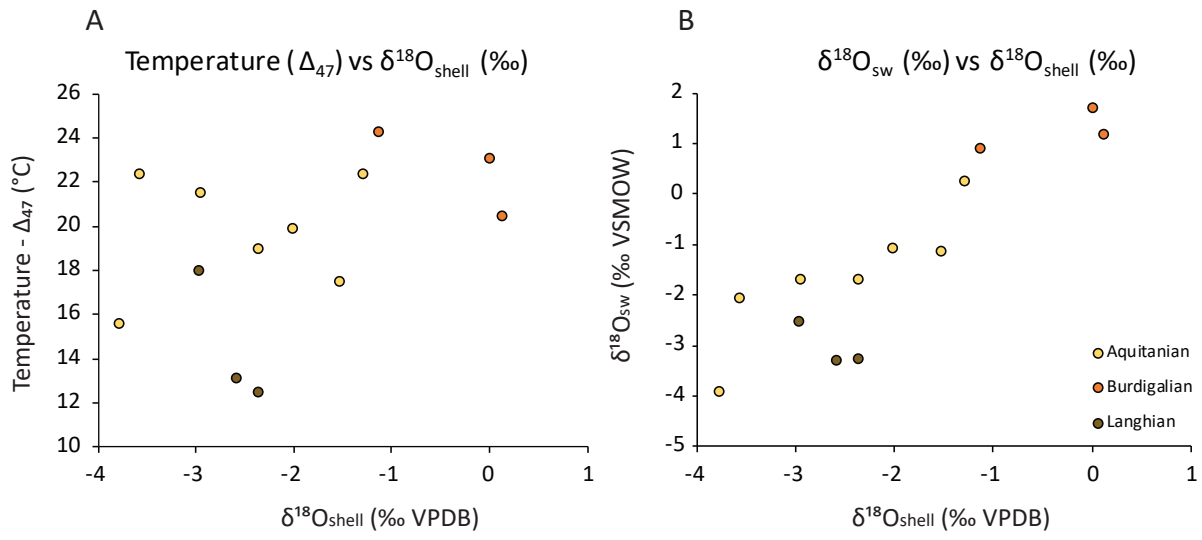 A
Temperature ( Δ₄₇) vs δ¹⁸Oshell (‰)
Temperature - Δ₄₇ (°C)
26
24
22
20
18
16
14
12
10
-4
-3
-2
-1
0
1
δ¹⁸Oshell (‰ VPDB)
B
δ¹⁸Osw (‰) vs δ¹⁸Oshell (‰)
δ¹⁸Osw (‰ VSMOW)
2
1
0
-1
-2
-3
-4
-5
Aquitanian
Burdigalian
Langhian
-4
-3
-2
-1
0
1
δ¹⁸Oshell (‰ VPDB)